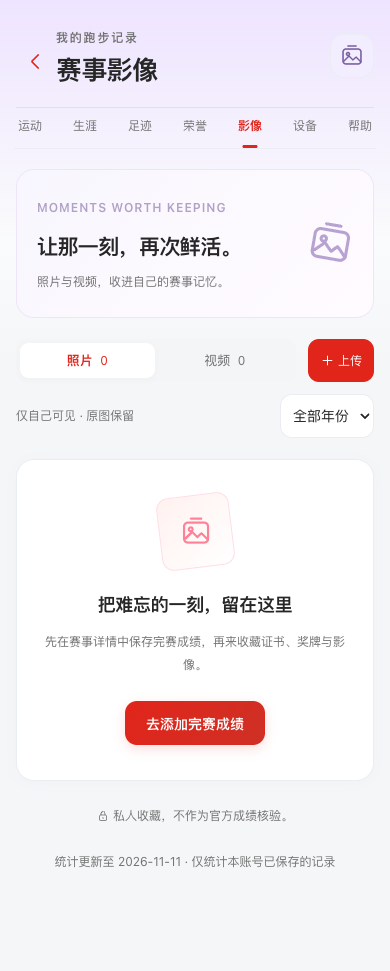 我的跑步记录
赛事影像
运动 生涯 足迹 荣誉 影像 设备 帮助
MOMENTS WORTH KEEPING
让那一刻，再次鲜活。
照片与视频，收进自己的赛事记忆。
照片 0 视频 0 + 上传
仅自己可见 · 原图保留 全部年份
把难忘的一刻，留在这里
先在赛事详情中保存完赛成绩，再来收藏证书、奖牌与影
像。
去添加完赛成绩
私人收藏，不作为官方成绩核验。
统计更新至 2026-11-11 · 仅统计本账号已保存的记录